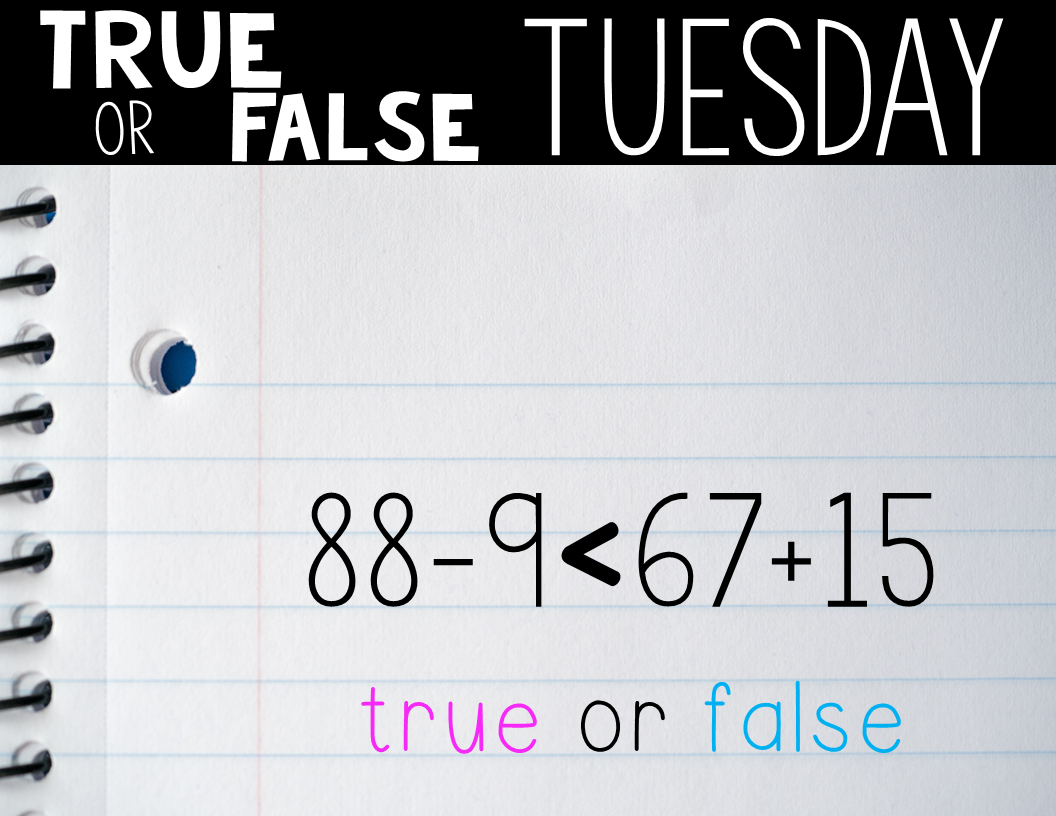 TRUE
OR FALSE TUESDAY
88-9<67+15
true or false